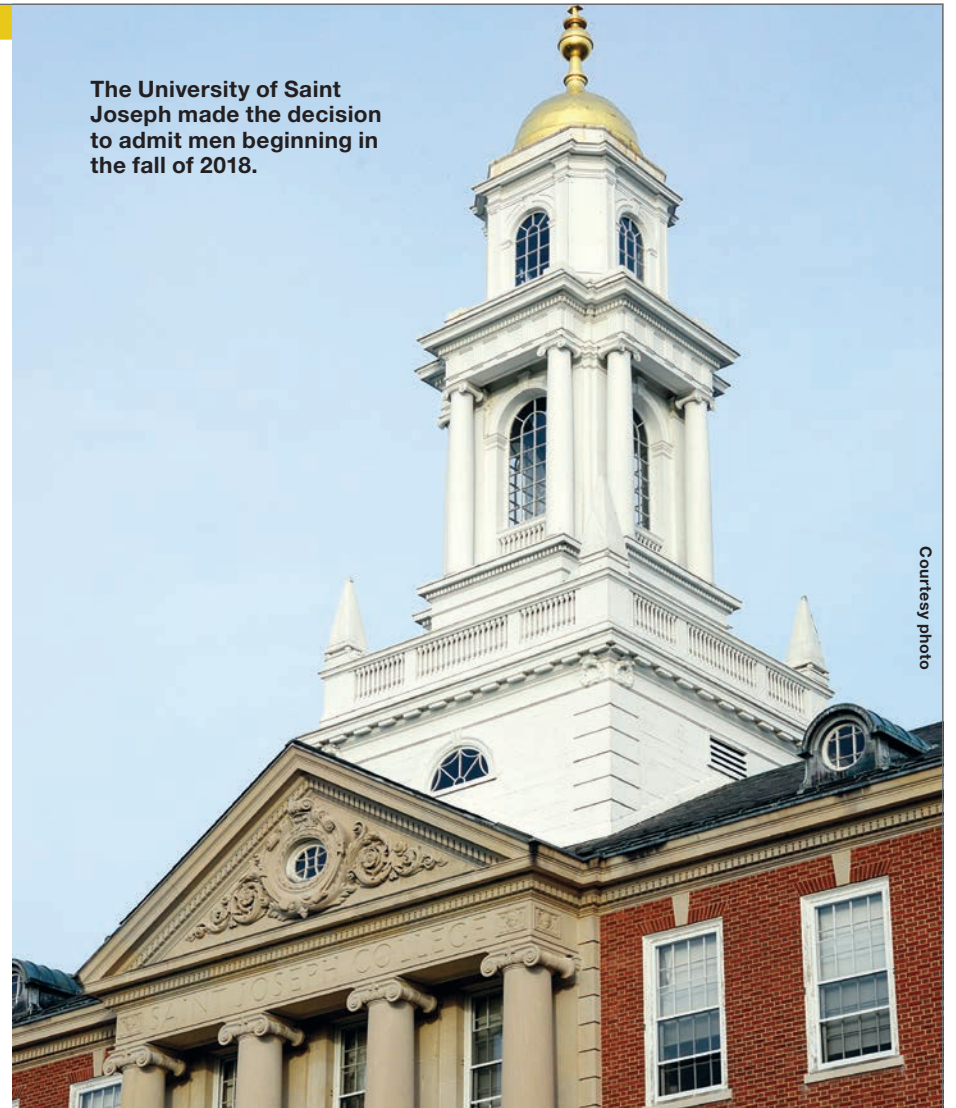 The University of Saint
Joseph made the decision
to admit men beginning in
the fall of 2018.
Courtesy photo
SAINT JOSEPH COLLEGE